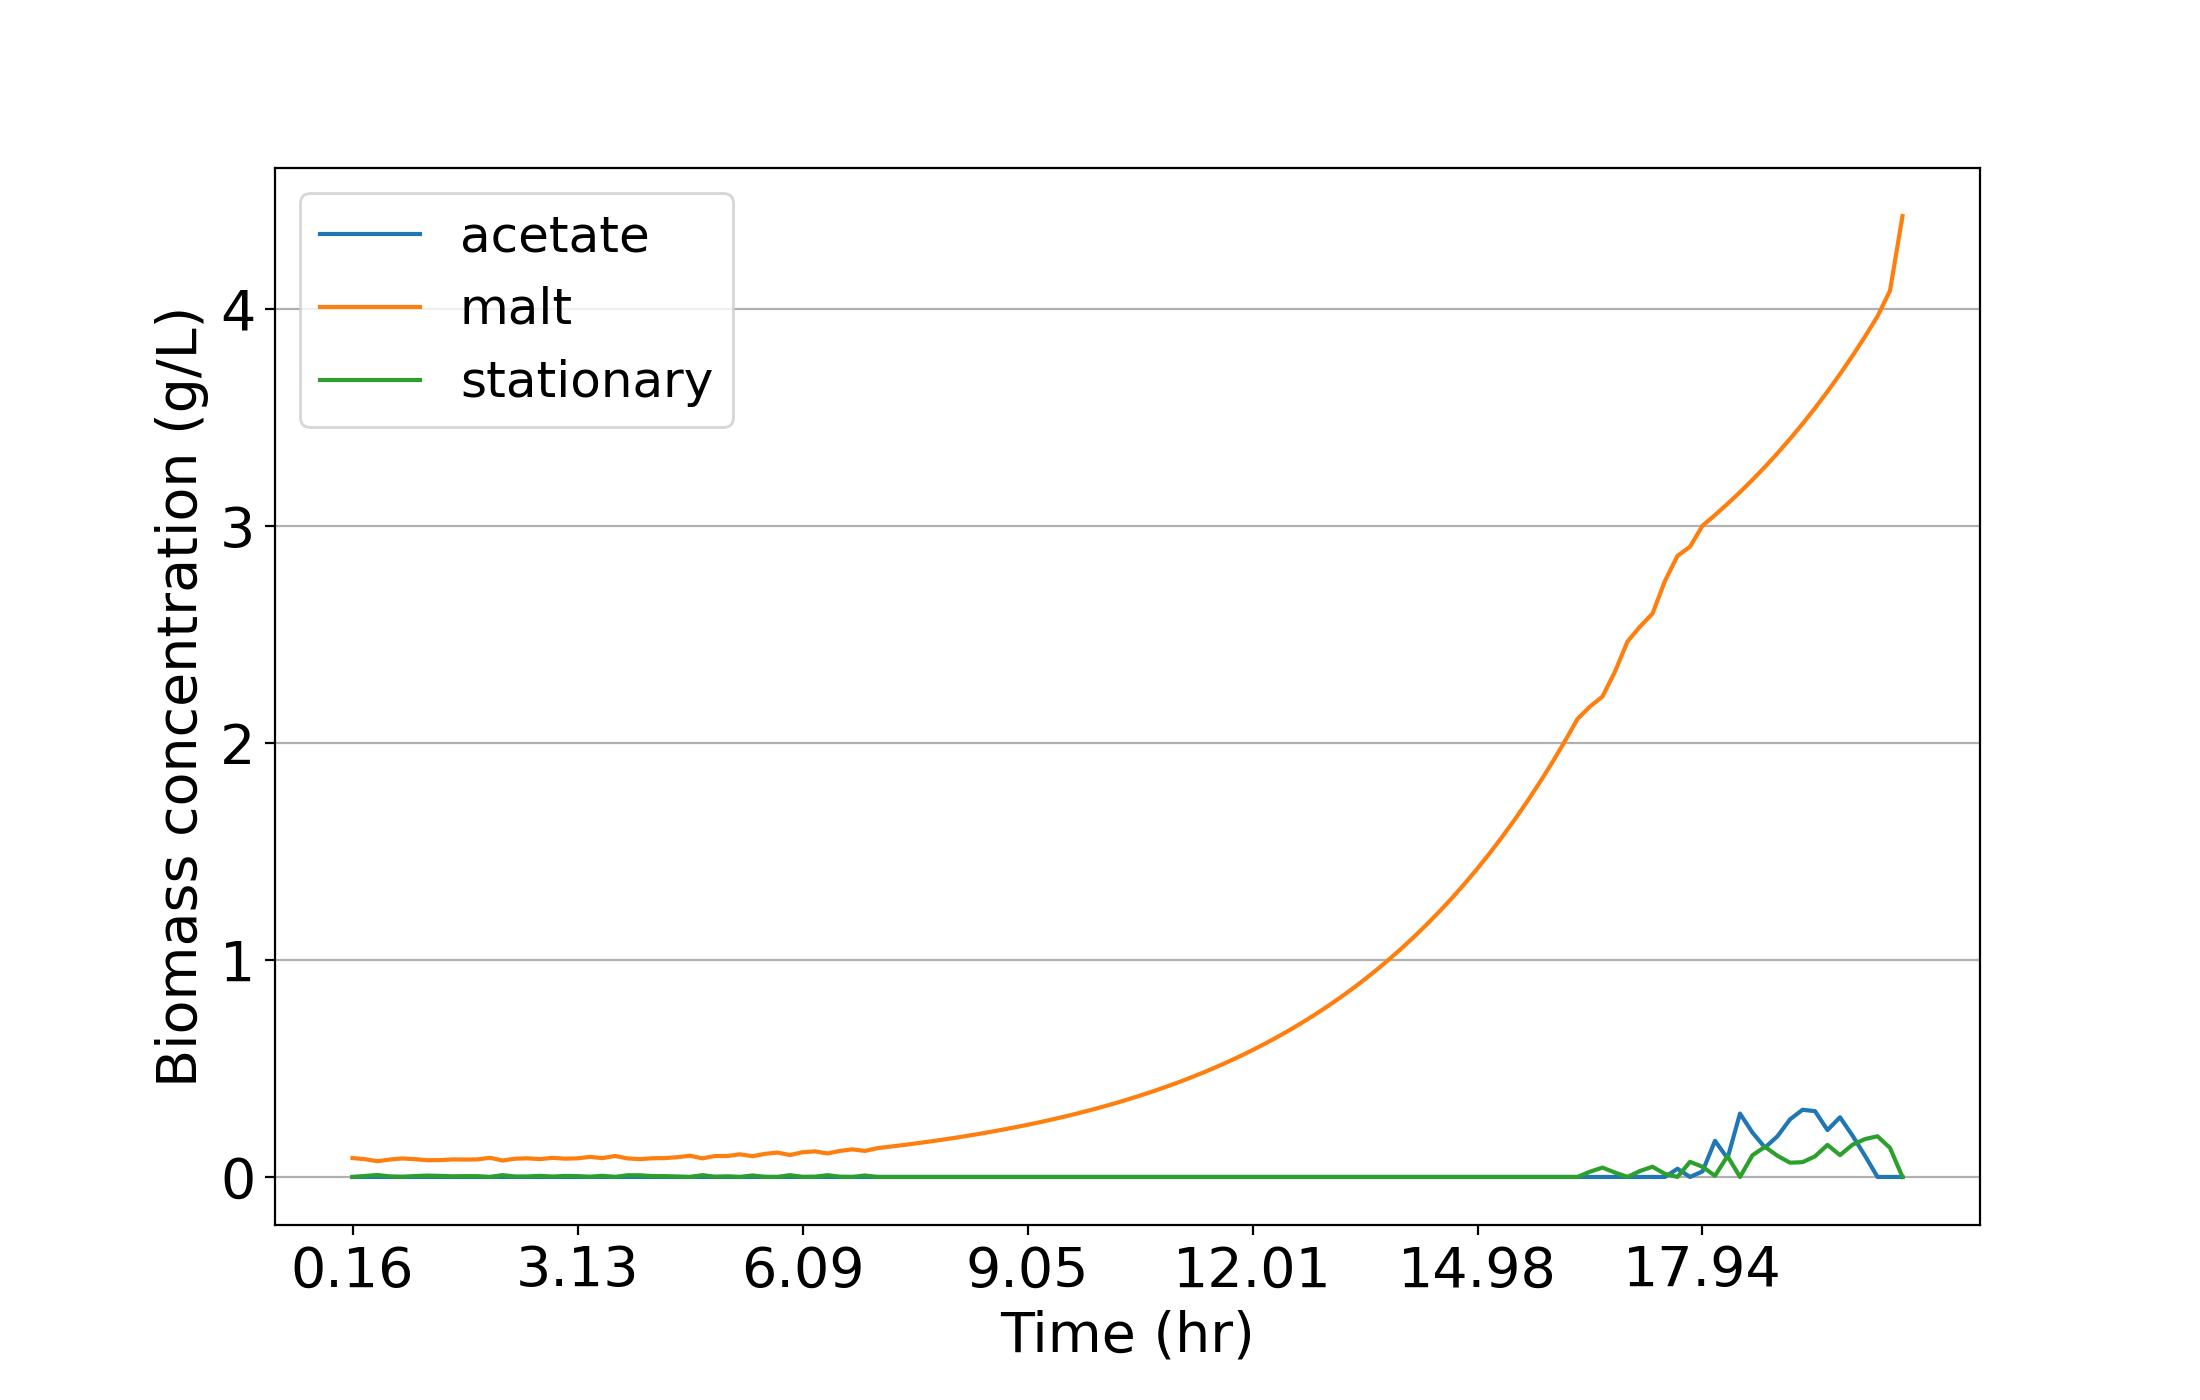 acetate
malt
stationary
4
3
2
1
0
Biomass concentration (g/L)
0.16 3.13 6.09 9.05 12.01 14.98 17.94
Time (hr)